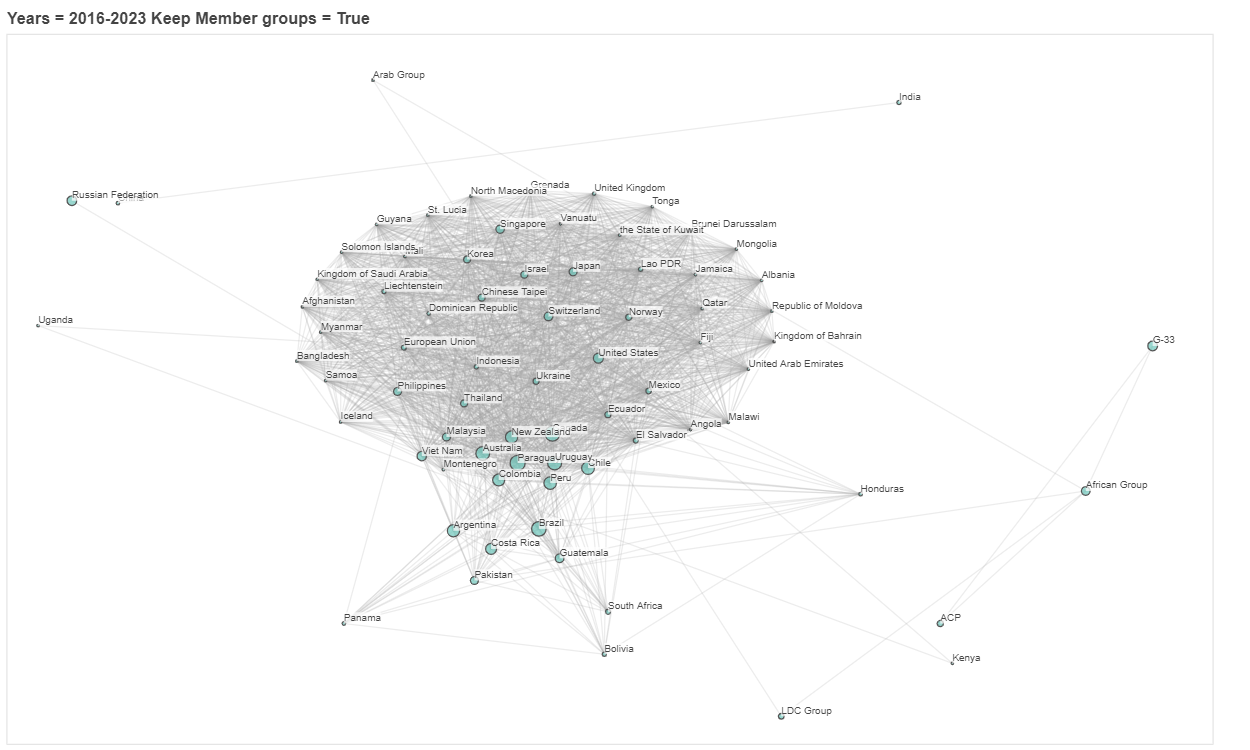 Years = 2016-2023 Keep Member groups = True
Arab Group
India
Russian Federation
Grenada
North Macedonia
United Kingdom
Tonga
St. Lucia
Guyana
Vanuatu
Singapore
Brunei Darussalam
the State of Kuwait
Mongolia
Solomon Islands
Mali
Korea
Lao PDR
Israel
Japan
Jamaica
Kingdom of Saudi Arabia
Albania
Liechtenstein
Chinese Taipei
Afghanistan
Qatar
Republic of Moldova
Dominican Republic
Switzerland
Norway
Uganda
Myanmar
Fiji
Kingdom of Bahrain
G-33
European Union
Bangladesh
United States
Indonesia
United Arab Emirates
Samoa
Ukraine
Philippines
Mexico
Thailand
Iceland
Ecuador
Malawi
Angola
Malaysia
New Zealand
Canada
El Salvador
Viet Nam
Australia
Montenegro
Paragua
Uruguay
Chile
Colombia
Peru
Honduras
African Group
Argentina
Brazil
Costa Rica
Guatemala
Pakistan
South Africa
Panama
ACP
Bolivia
Kenya
LDC Group